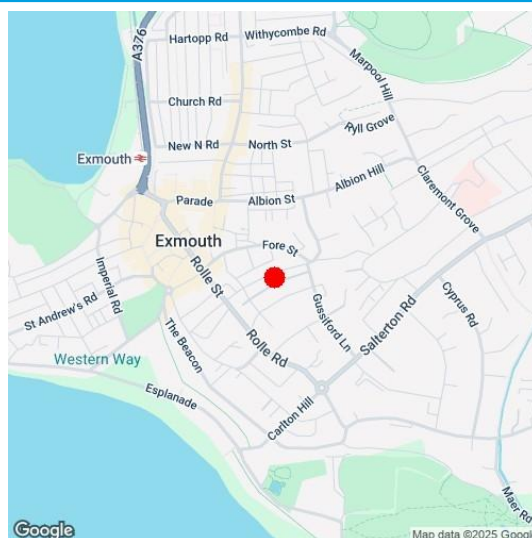 A376
Hartopp Rd
Withycombe Rd
Marpool Hill
Church Rd
Ryll Grove
New N Rd
North St
Exmouth
Albion Hill
Claremont Grove
Parade
Albion St
Exmouth
Fore St
Imperial Rd
Rolle St
St Andrew's Rd
Gussiford Ln
Salterton Rd
Cyprus Rd
The Beacon
Rolle Rd
Western Way
Esplanade
Carlton Hill
Maer Rd
Google
Map data ©2025 Google